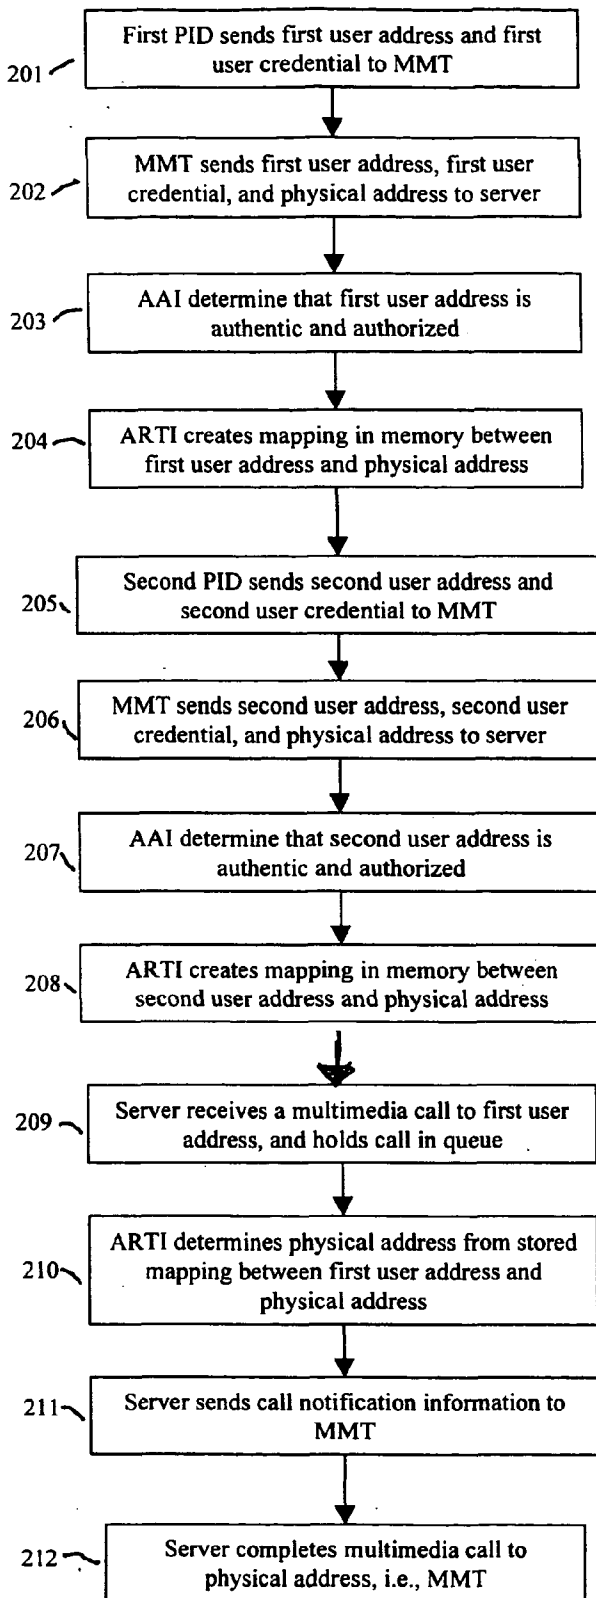 First PID sends first user address and first
user credential to MMT
201
MMT sends first user address, first user
credential, and physical address to server
202
AAI determine that first user address is
authentic and authorized
203
ARTI creates mapping in memory between
first user address and physical address
204
Second PID sends second user address and
second user credential to MMT
205
MMT sends second user address, second user
credential, and physical address to server
206
AAI determine that second user address is
authentic and authorized
207
ARTI creates mapping in memory between
second user address and physical address
208
Server receives a multimedia call to first user
address, and holds call in queue
209
ARTI determines physical address from stored
mapping between first user address and
physical address
210
Server sends call notification information to
MMT
211
Server completes multimedia call to
physical address, i.e., MMT
212